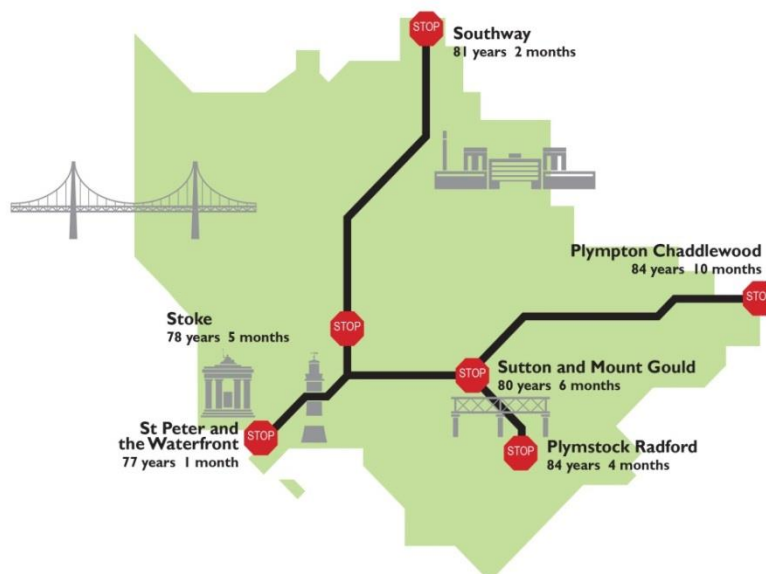 STOP
Southway
81 years 2 months
Plympton Chaddlewood
84 years 10 months
STOP
Stoke
78 years 5 months
STOP
STOP
Sutton and Mount Gould
80 years 6 months
St Peter and
the Waterfront
77 years 1 month
STOP
STOP
Plymstock Radford
84 years 4 months